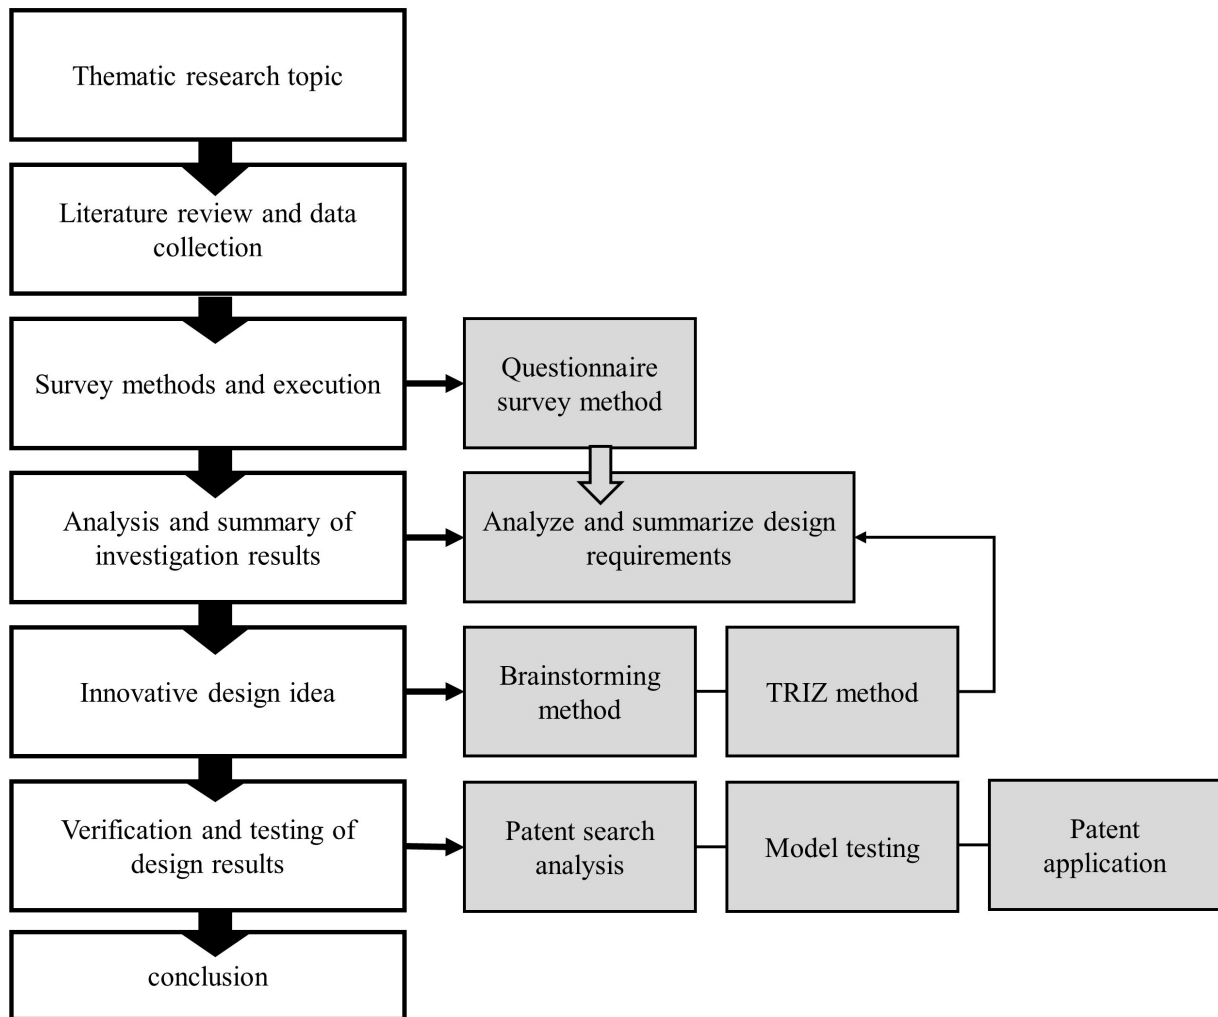 Thematic research topic
Literature review and data
collection
Survey methods and execution
Questionnaire
survey method
Analysis and summary of
investigation results
Analyze and summarize design
requirements
Innovative design idea
Brainstorming
method
TRIZ method
Verification and testing of
design results
Patent search
analysis
Model testing
Patent
application
conclusion